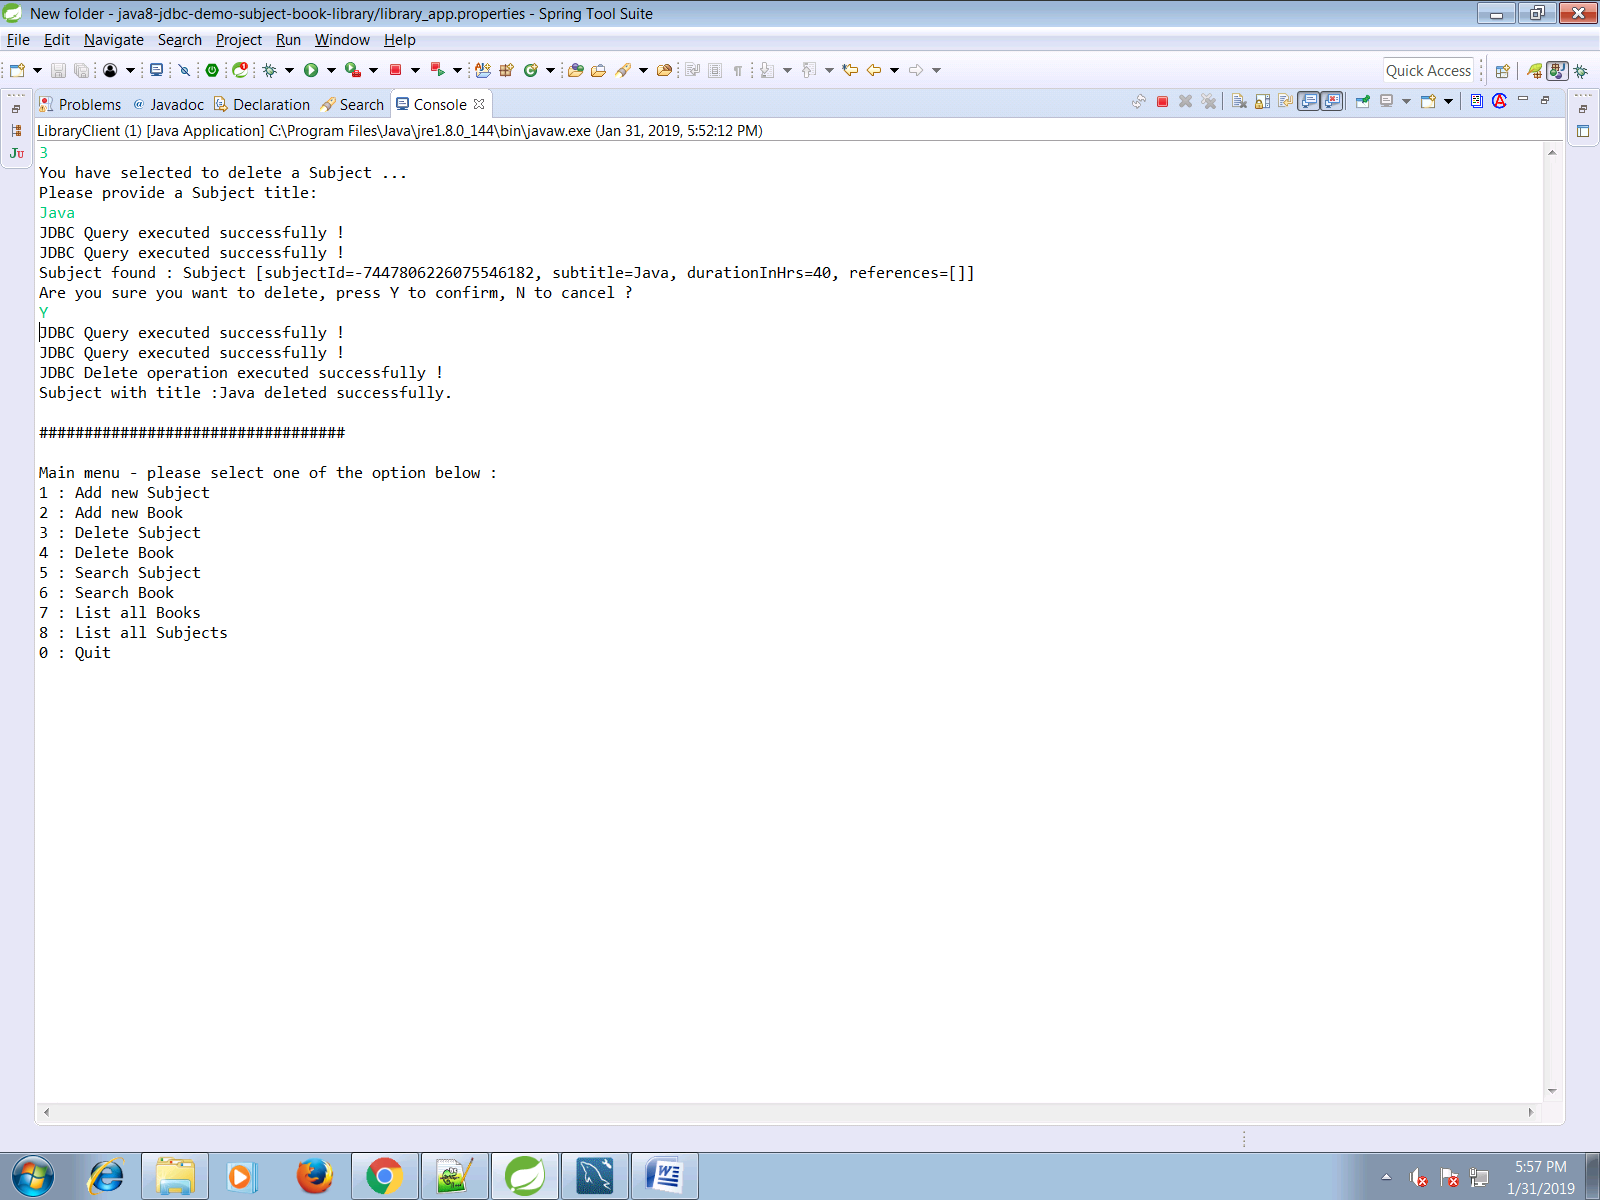 New folder - java8-jdbc-demo-subject-book-library/library_app.properties - Spring Tool Suite
File Edit Navigate Search Project Run Window Help
Quick Access
Problems @ Javadoc Declaration Search Console
LibraryClient (1) [Java Application] C:\Program Files\Java\jre1.8.0_144\bin\javaw.exe (Jan 31, 2019, 5:52:12 PM)
Ju
3
You have selected to delete a Subject ...
Please provide a Subject title:
Java
JDBC Query executed successfully !
JDBC Query executed successfully !
Subject found : Subject [subjectId=-7447806226075546182, subtitle=Java, durationInHrs=40, references=[]]
Are you sure you want to delete, press Y to confirm, N to cancel ?
Y
JDBC Query executed successfully !
JDBC Query executed successfully !
JDBC Delete operation executed successfully !
Subject with title :Java deleted successfully.
##################################
Main menu - please select one of the option below :
1 : Add new Subject
2 : Add new Book
3 : Delete Subject
4 : Delete Book
5 : Search Subject
6 : Search Book
7 : List all Books
8 : List all Subjects
0 : Quit
5:57 PM
1/31/2019